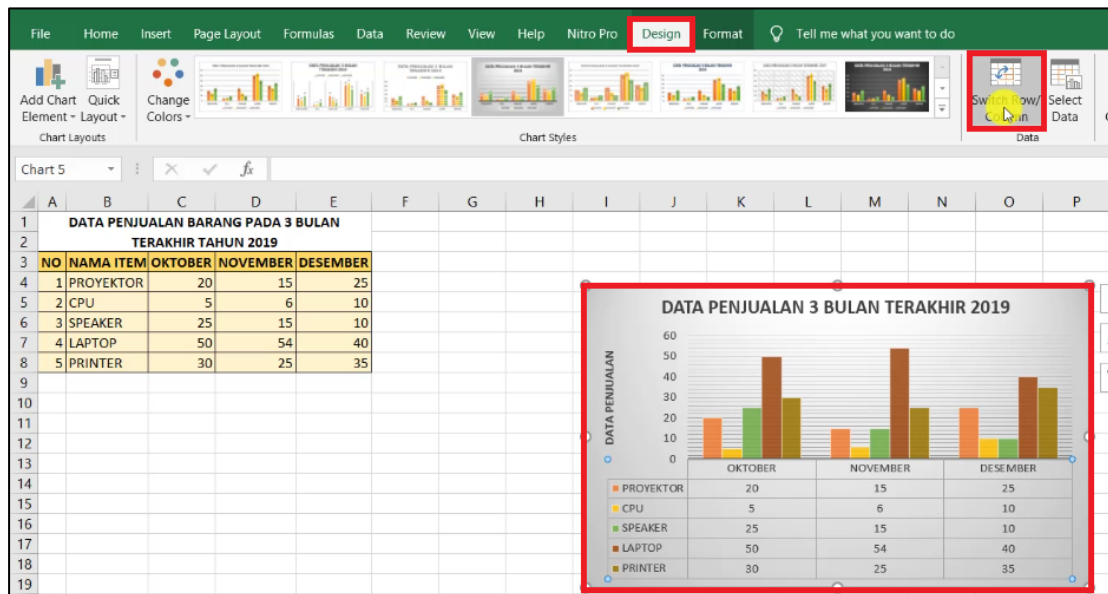 File Home Insert Page Layout Formulas Data Review View Help Nitro Pro Design Format Tell me what you want to do
Add Chart Element Quick Layout Change Colors Switch Row/ Column Select Data
Chart Layouts Chart Styles Data
Chart 5 fx
A B C D E F G H I J K L M N O P
1 DATA PENJUALAN BARANG PADA 3 BULAN
2 TERAKHIR TAHUN 2019
3 NO NAMA ITEM OKTOBER NOVEMBER DESEMBER
4 1 PROYEKTOR 20 15 25
5 2 CPU 5 6 10
6 3 SPEAKER 25 15 10
7 4 LAPTOP 50 54 40
8 5 PRINTER 30 25 35
9
10
11
12
13
14
15
16
17
18
19
DATA PENJUALAN 3 BULAN TERAKHIR 2019
DATA PENJUALAN
60
50
40
30
20
10
0
OKTOBER NOVEMBER DESEMBER
PROYEKTOR 20 15 25
CPU 5 6 10
SPEAKER 25 15 10
LAPTOP 50 54 40
PRINTER 30 25 35